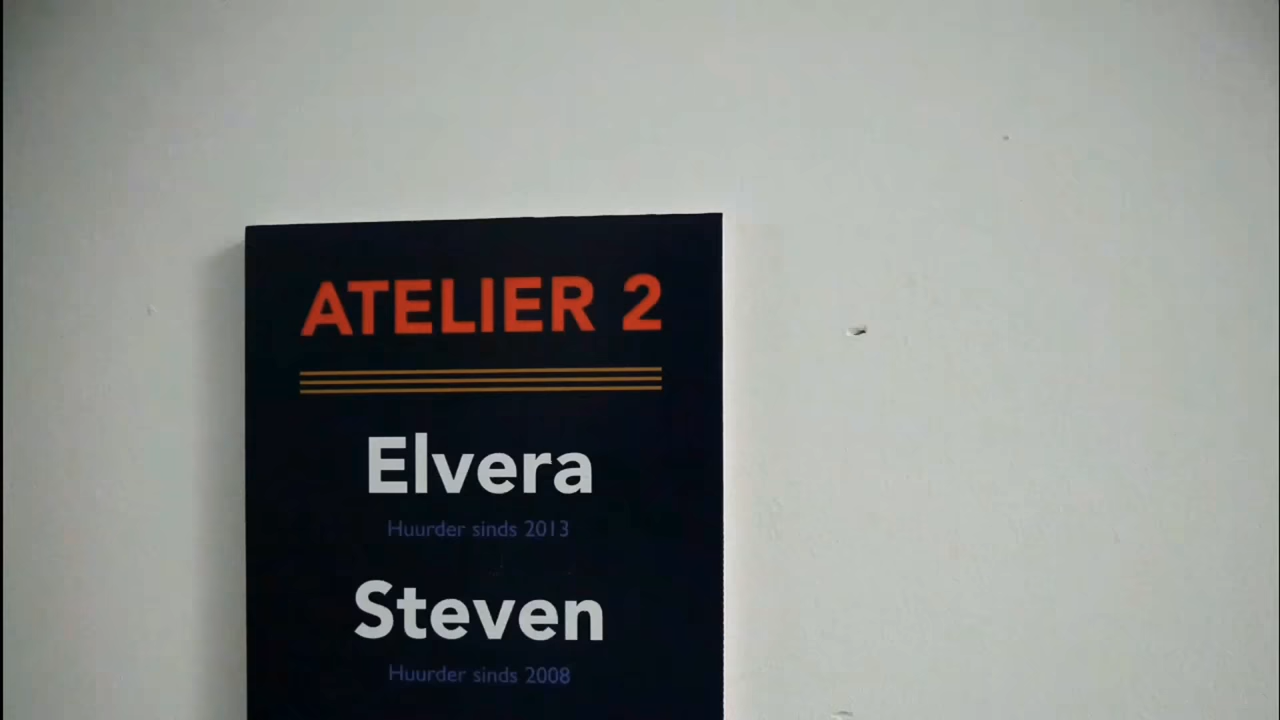 ATELIER 2
Elvera
Huurder sinds 2013
Steven
Huurder sinds 2008